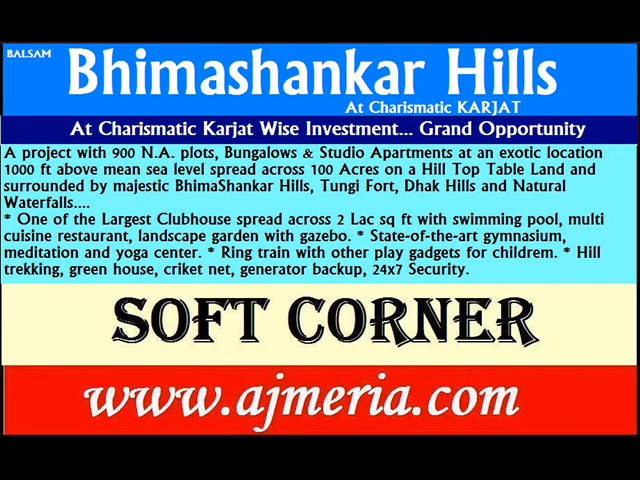 BALSAM
Bhimashankar Hills
At Charismatic KARJAT
At Charismatic Karjat Wise Investment... Grand Opportunity
A project with 900 N.A. plots, Bungalows & Studio Apartments at an exotic location
1000 ft above mean sea level spread across 100 Acres on a Hill Top Table Land and
surrounded by majestic BhimaShankar Hills, Tungi Fort, Dhak Hills and Natural
Waterfalls....
* One of the Largest Clubhouse spread across 2 Lac sq ft with swimming pool, multi
cuisine restaurant, landscape garden with gazebo. * State-of-the-art gymnasium,
meditation and yoga center. * Ring train with other play gadgets for childrem. * Hill
trekking, green house, criket net, generator backup, 24x7 Security.
SOFT CORNER
www.ajmeria.com